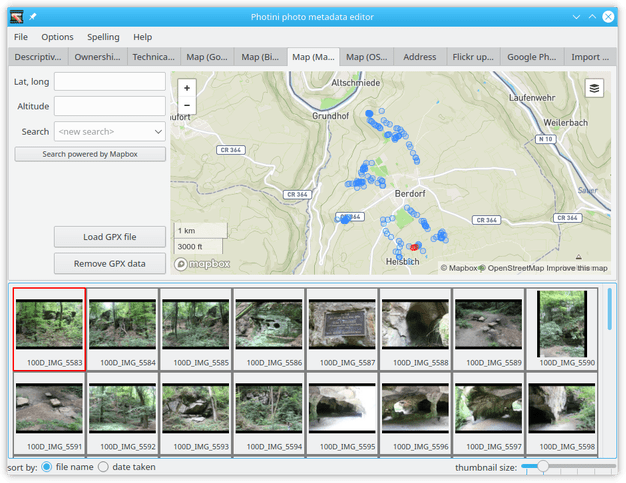 Photini photo metadata editor
File Options Spelling Help
Descriptiv... Ownershi... Technica... Map (Go... Map (Bi... Map (Ma... Map (OS... Address Flickr up... Google Ph... Import ...
Lat, long
Altitude
Search <new search>
Search powered by Mapbox
Load GPX file
Remove GPX data
+
−
Altschmiede
Grundhof
Laufenwehr
Weilerbach
N 10
CR 364
CR 364
Sauer
Berdorf
CR 364
CR 364
CR 364
1 km
3000 ft
Heisbich
mapbox
© Mapbox © OpenStreetMap Improve this map
100D_IMG_5583 100D_IMG_5584 100D_IMG_5585 100D_IMG_5586 100D_IMG_5587 100D_IMG_5588 100D_IMG_5589 100D_IMG_5590
100D_IMG_5591 100D_IMG_5592 100D_IMG_5593 100D_IMG_5594 100D_IMG_5595 100D_IMG_5596 100D_IMG_5597 100D_IMG_5598
sort by: file name date taken thumbnail size: